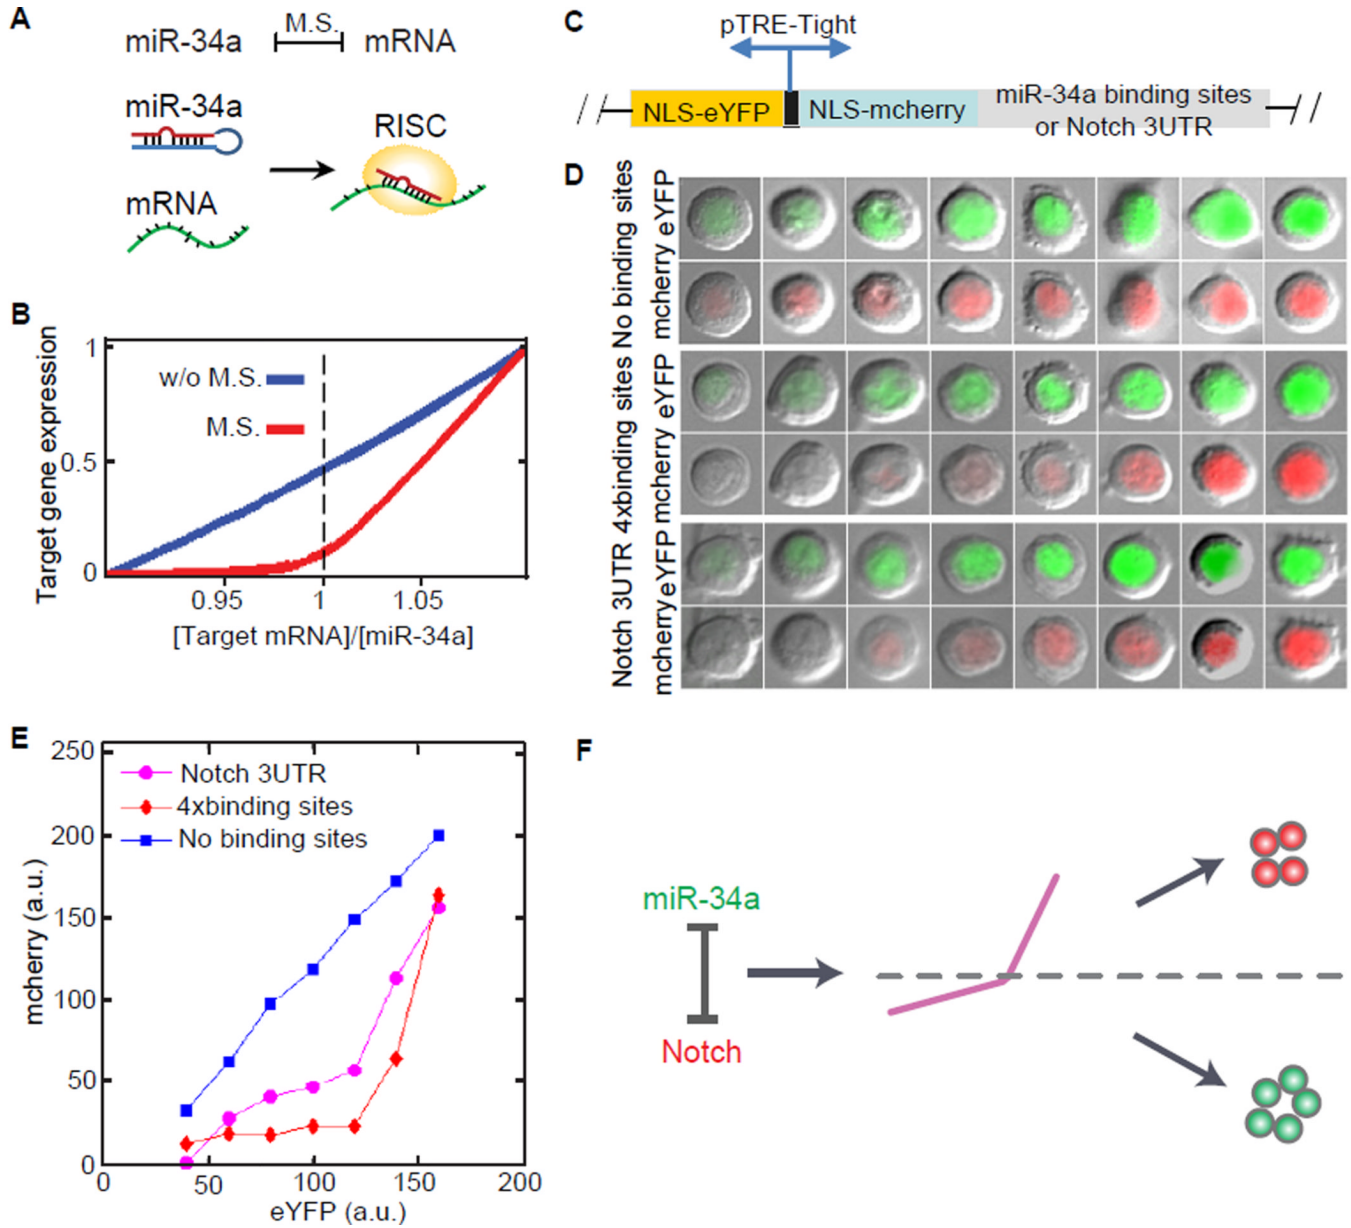 A
miR-34a
M.S.
mRNA
miR-34a
mRNA
RISC
B
Target gene expression
1
0.5
0
w/o M.S.
M.S.
0.95
1
1.05
[Target mRNA]/[miR-34a]
C
pTRE-Tight
NLS-eYFP
NLS-mcherry
miR-34a binding sites
or Notch 3UTR
D
No binding sites
eYFP
mcherry
4xbinding sites
eYFP
mcherry
Notch 3UTR
eYFP
mcherry
E
mcherry (a.u.)
250
200
150
100
50
0
Notch 3UTR
4xbinding sites
No binding sites
50
100
150
200
eYFP (a.u.)
F
miR-34a
Notch